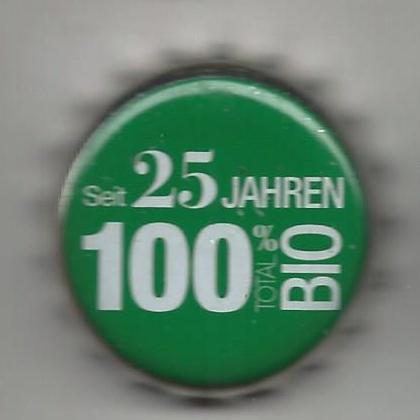 Seit 25 JAHREN
100% TOTAL BIO